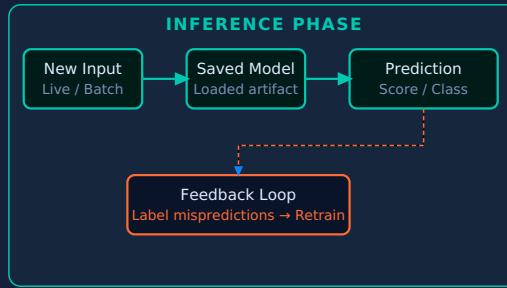 INFERENCE PHASE
New Input
Live / Batch
Saved Model
Loaded artifact
Prediction
Score / Class
Feedback Loop
Label mispredictions → Retrain